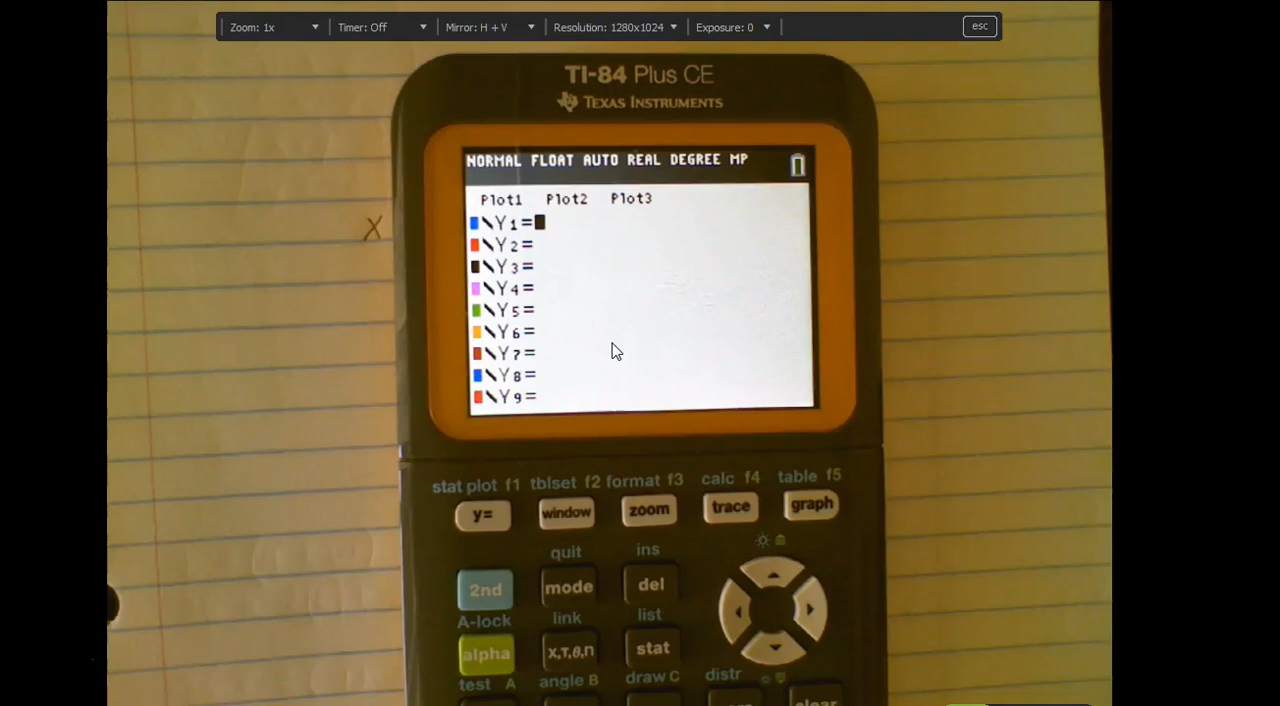 Zoom: 1x Timer: Off Mirror: H + V Resolution: 1280x1024 Exposure: 0 esc
TI-84 Plus CE
TEXAS INSTRUMENTS
NORMAL FLOAT AUTO REAL DEGREE MP
Plot1 Plot2 Plot3
\Y1=
\Y2=
\Y3=
\Y4=
\Y5=
\Y6=
\Y7=
\Y8=
\Y9=
X
stat plot f1 tblset f2 format f3 calc f4 table f5
y= window zoom trace graph
quit ins
2nd mode del
A-lock link list
alpha X,T,θ,n stat
test A angle B draw C distr
clear